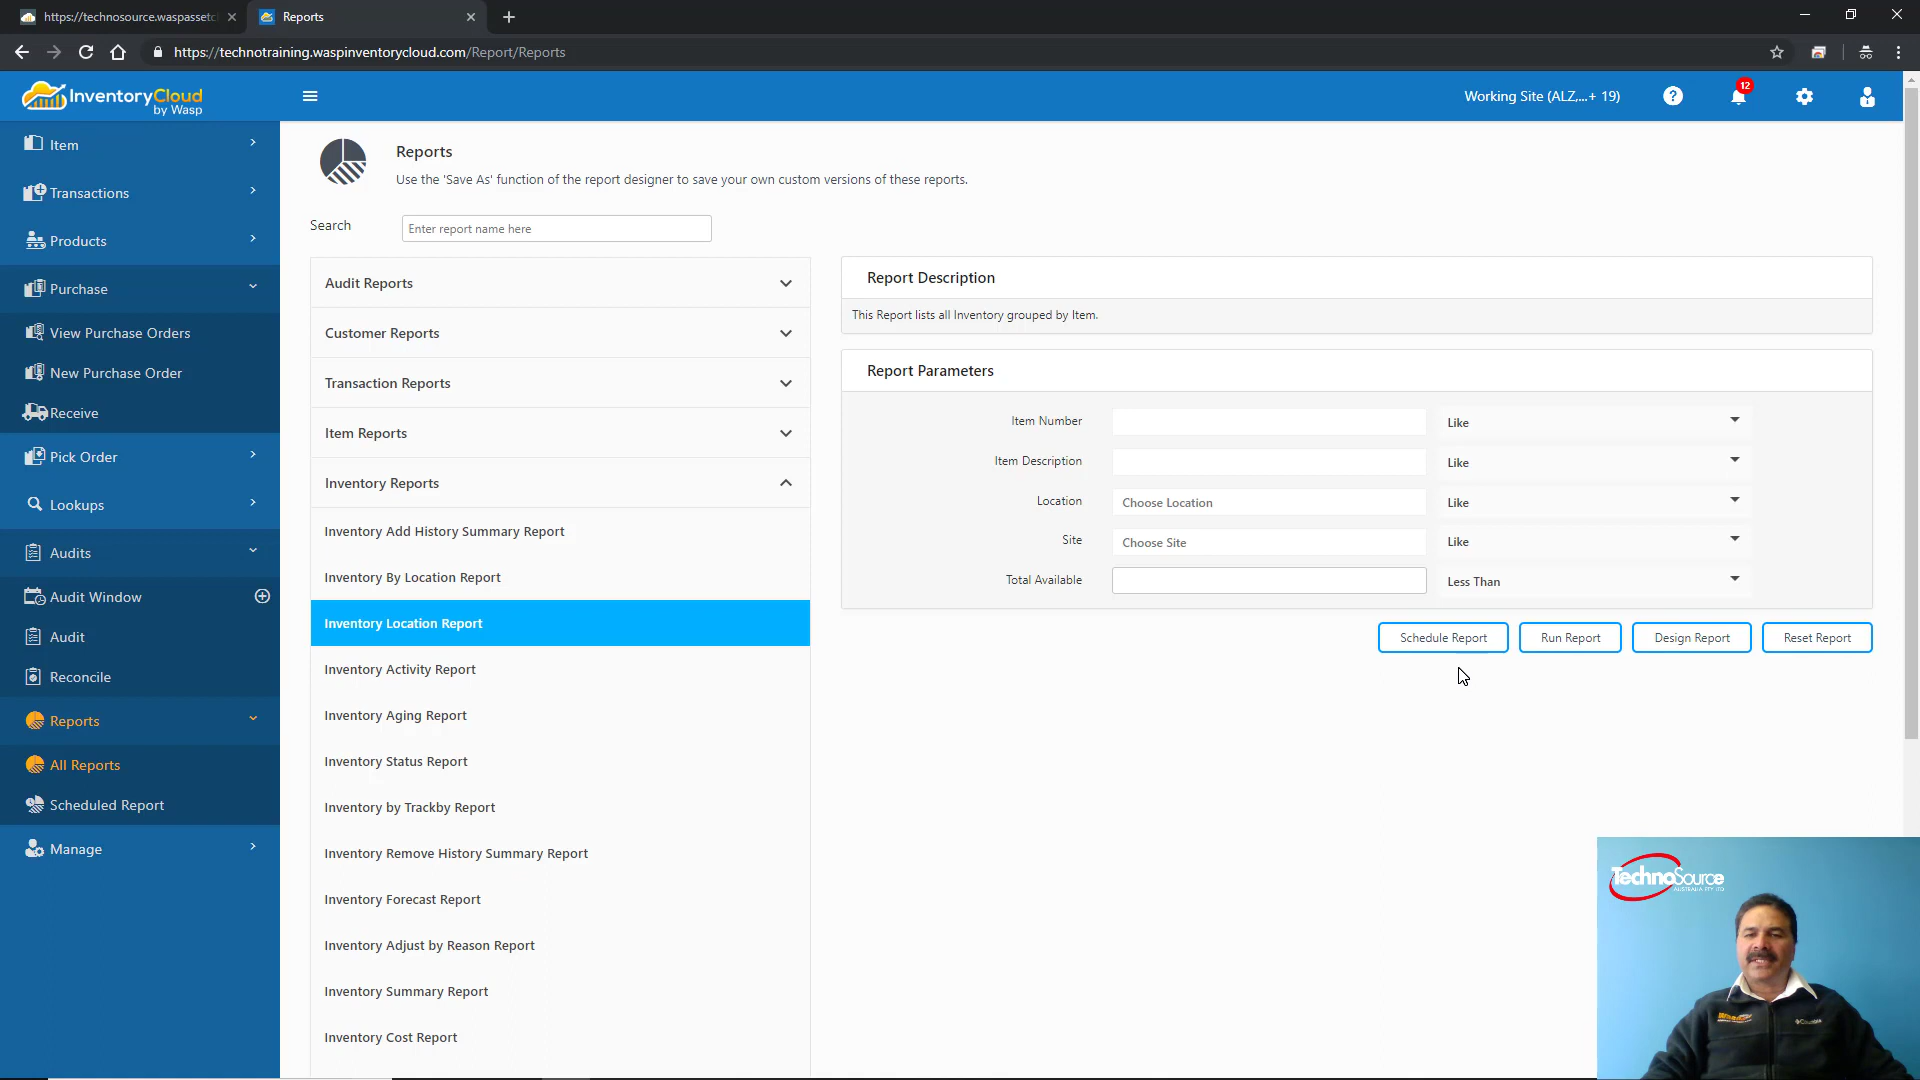 https://technosource.waspassetcl
Reports
https://technotraining.waspinventorycloud.com/Report/Reports
InventoryCloud
by Wasp
Working Site (ALZ,...+ 19)
?
12
Item
Transactions
Products
Purchase
View Purchase Orders
New Purchase Order
Receive
Pick Order
Lookups
Audits
Audit Window
Audit
Reconcile
Reports
All Reports
Scheduled Report
Manage
Reports
Use the 'Save As' function of the report designer to save your own custom versions of these reports.
Search
Enter report name here
Audit Reports
Customer Reports
Transaction Reports
Item Reports
Inventory Reports
Inventory Add History Summary Report
Inventory By Location Report
Inventory Location Report
Inventory Activity Report
Inventory Aging Report
Inventory Status Report
Inventory by Trackby Report
Inventory Remove History Summary Report
Inventory Forecast Report
Inventory Adjust by Reason Report
Inventory Summary Report
Inventory Cost Report
Report Description
This Report lists all Inventory grouped by Item.
Report Parameters
Item Number
Like
Item Description
Like
Location
Choose Location
Like
Site
Choose Site
Like
Total Available
Less Than
Schedule Report
Run Report
Design Report
Reset Report
TechnoSource
AUSTRALIA PTY LTD
Columbia